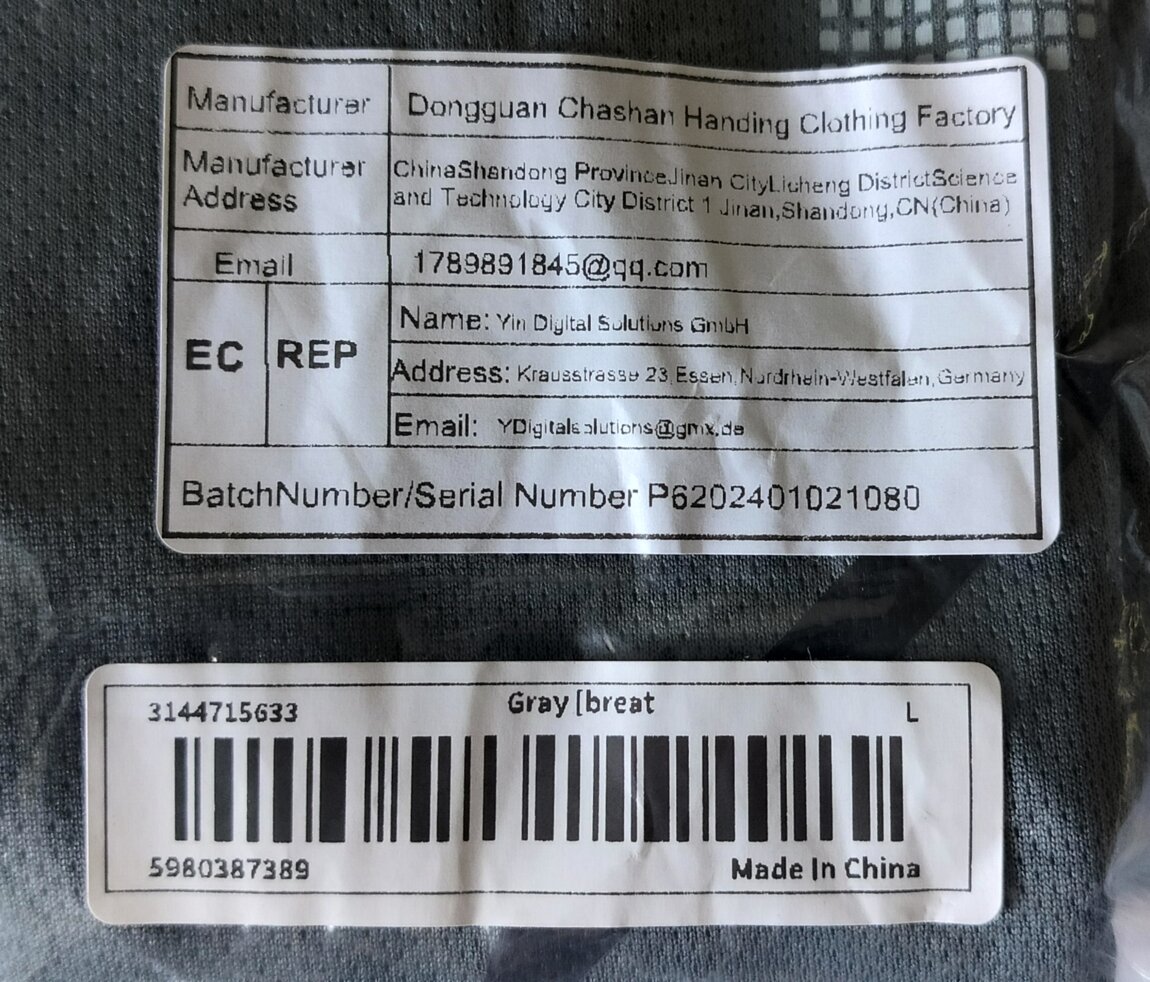 Manufacturer Dongguan Chashan Handing Clothing Factory
Manufacturer Address ChinaShandong ProvinceJinan CityLicheng DistrictScience
and Technology City District 1 Jinan,Shandong,CN(China)
Email 1789891845@qq.com
EC REP
Name: Yin Digital Solutions GmbH
Address: Krausstrasse 23,Essen,Nordrhein-Westfalen,Germany
Email: YDigitalsolutions@gmx.de
BatchNumber/Serial Number P6202401021080
3144715633 Gray [breat L
5980387389 Made In China